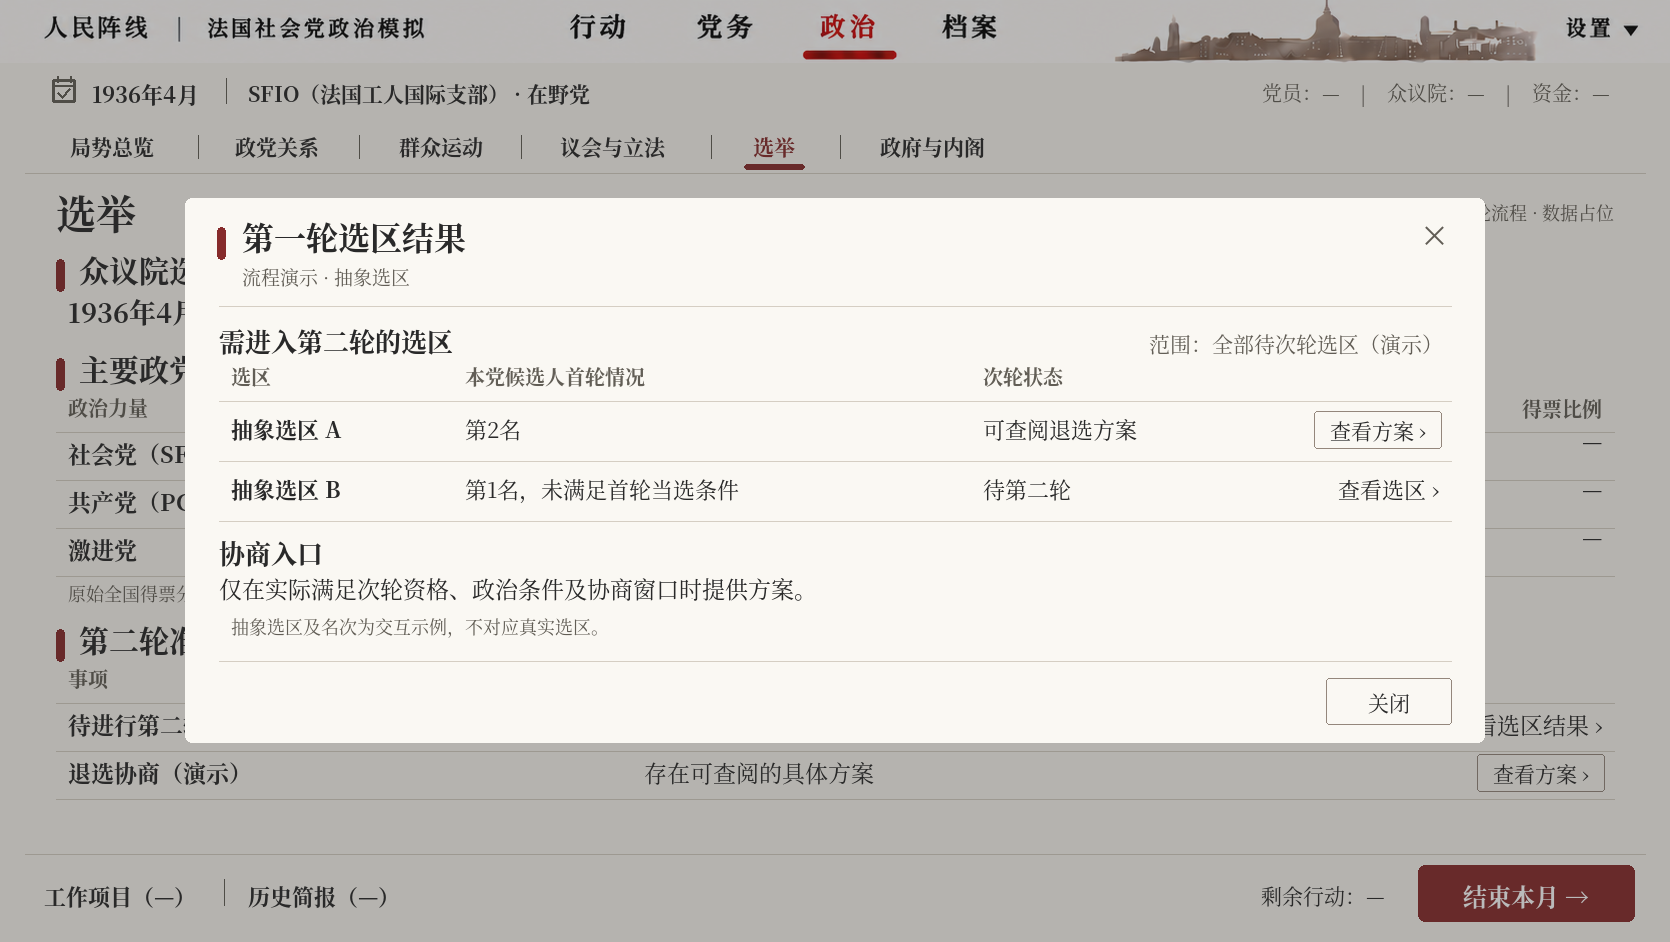 人民阵线 | 法国社会党政治模拟 行动 党务 政治 档案 设置 ▼
1936年4月 SFIO（法国工人国际支部）· 在野党 党员：— | 众议院：— | 资金：—
局势总览 政党关系 群众运动 议会与立法 选举 政府与内阁
选举 流程 · 数据占位
第一轮选区结果
流程演示 · 抽象选区
众议院
1936年4
需进入第二轮的选区 范围：全部待次轮选区（演示）
主要政党
选区 本党候选人首轮情况 次轮状态
政治力量 得票比例
抽象选区 A 第2名 可查阅退选方案 查看方案 ›
社会党（SF —
抽象选区 B 第1名，未满足首轮当选条件 待第二轮 查看选区 ›
共产党（PC —
激进党 —
协商入口
仅在实际满足次轮资格、政治条件及协商窗口时提供方案。
原始全国得票
抽象选区及名次为交互示例，不对应真实选区。
第二轮
事项
关闭
待进行第二 选区结果 ›
退选协商（演示） 存在可查阅的具体方案 查看方案 ›
工作项目（—） 历史简报（—） 剩余行动：— 结束本月 →